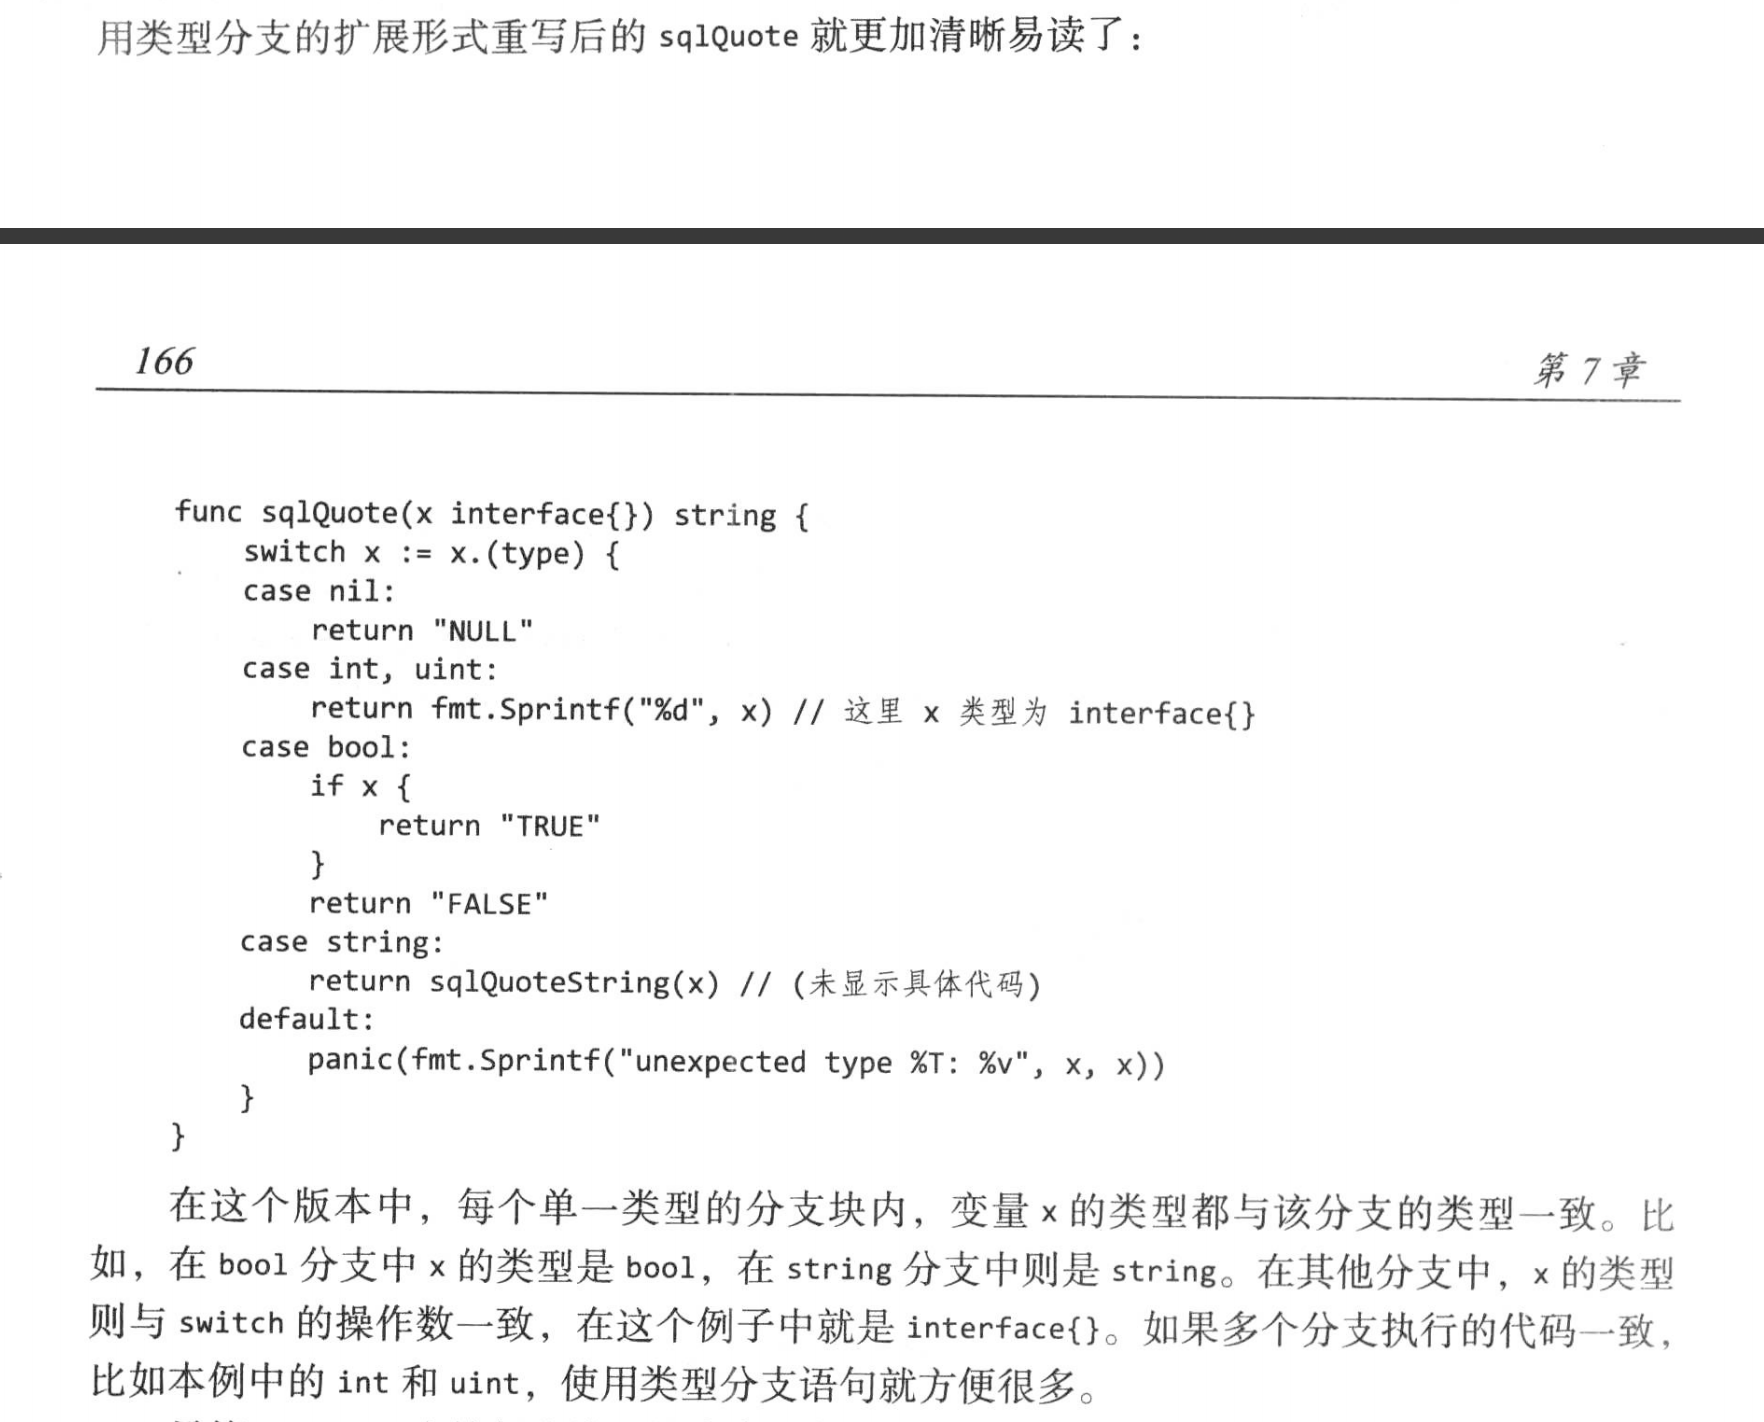 用类型分支的扩展形式重写后的 sqlQuote 就更加清晰易读了：
166
第 7 章
func sqlQuote(x interface{}) string {
    switch x := x.(type) {
    case nil:
        return "NULL"
    case int, uint:
        return fmt.Sprintf("%d", x) // 这里 x 类型为 interface{}
    case bool:
        if x {
            return "TRUE"
        }
        return "FALSE"
    case string:
        return sqlQuoteString(x) // (未显示具体代码)
    default:
        panic(fmt.Sprintf("unexpected type %T: %v", x, x))
    }
}
在这个版本中，每个单一类型的分支块内，变量 x 的类型都与该分支的类型一致。比
如，在 bool 分支中 x 的类型是 bool，在 string 分支中则是 string。在其他分支中，x 的类型
则与 switch 的操作数一致，在这个例子中就是 interface{}。如果多个分支执行的代码一致，
比如本例中的 int 和 uint，使用类型分支语句就方便很多。